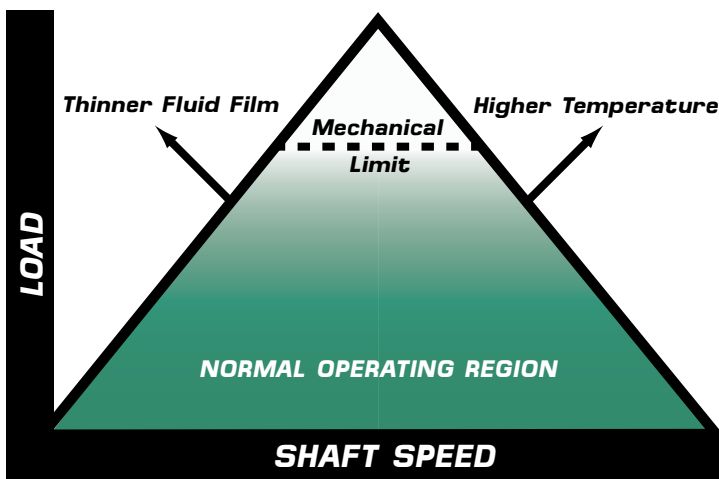 Thinner Fluid Film
Higher Temperature
Mechanical
Limit
LOAD
NORMAL OPERATING REGION
SHAFT SPEED